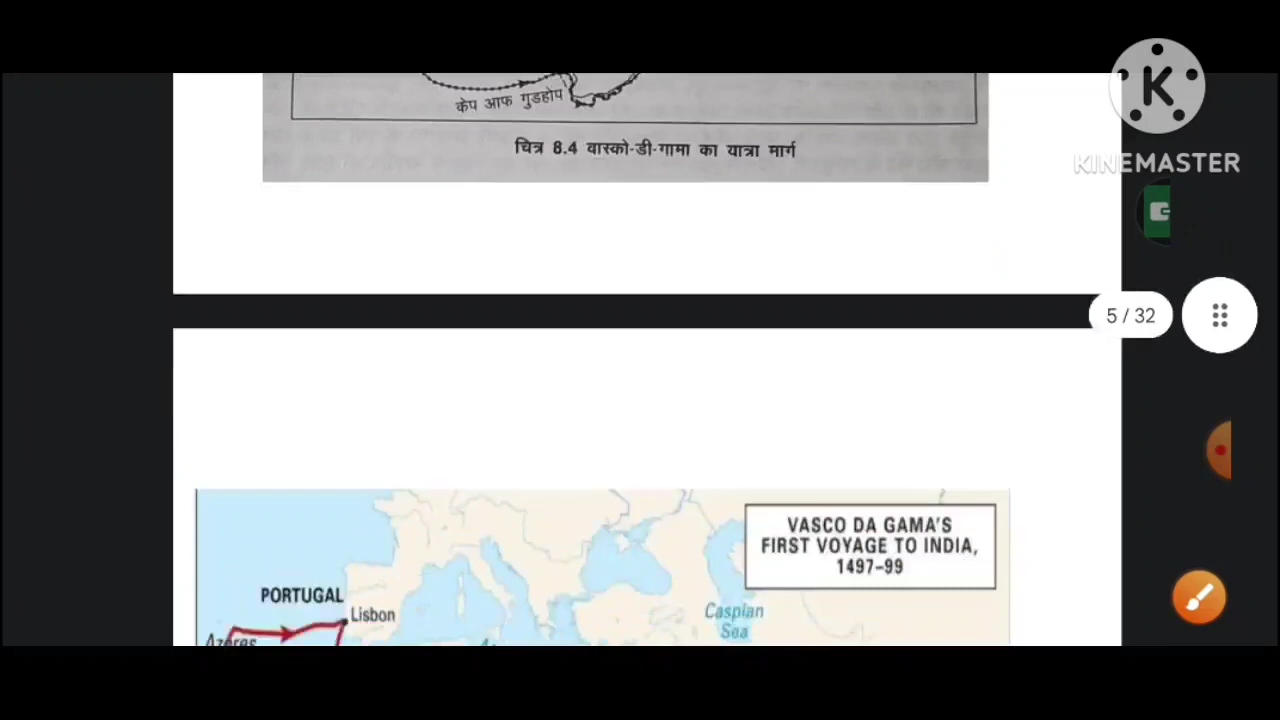 केप आफ गुडहोप
चित्र 8.4 वास्को-डी-गामा का यात्रा मार्ग
KINEMASTER
5 / 32
VASCO DA GAMA'S
FIRST VOYAGE TO INDIA,
1497–99
PORTUGAL
Lisbon
Caspian
Sea
Azores